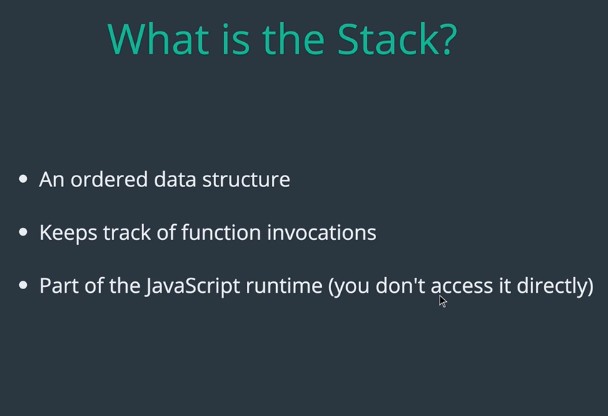 What is the Stack?
An ordered data structure
Keeps track of function invocations
Part of the JavaScript runtime (you don't access it directly)